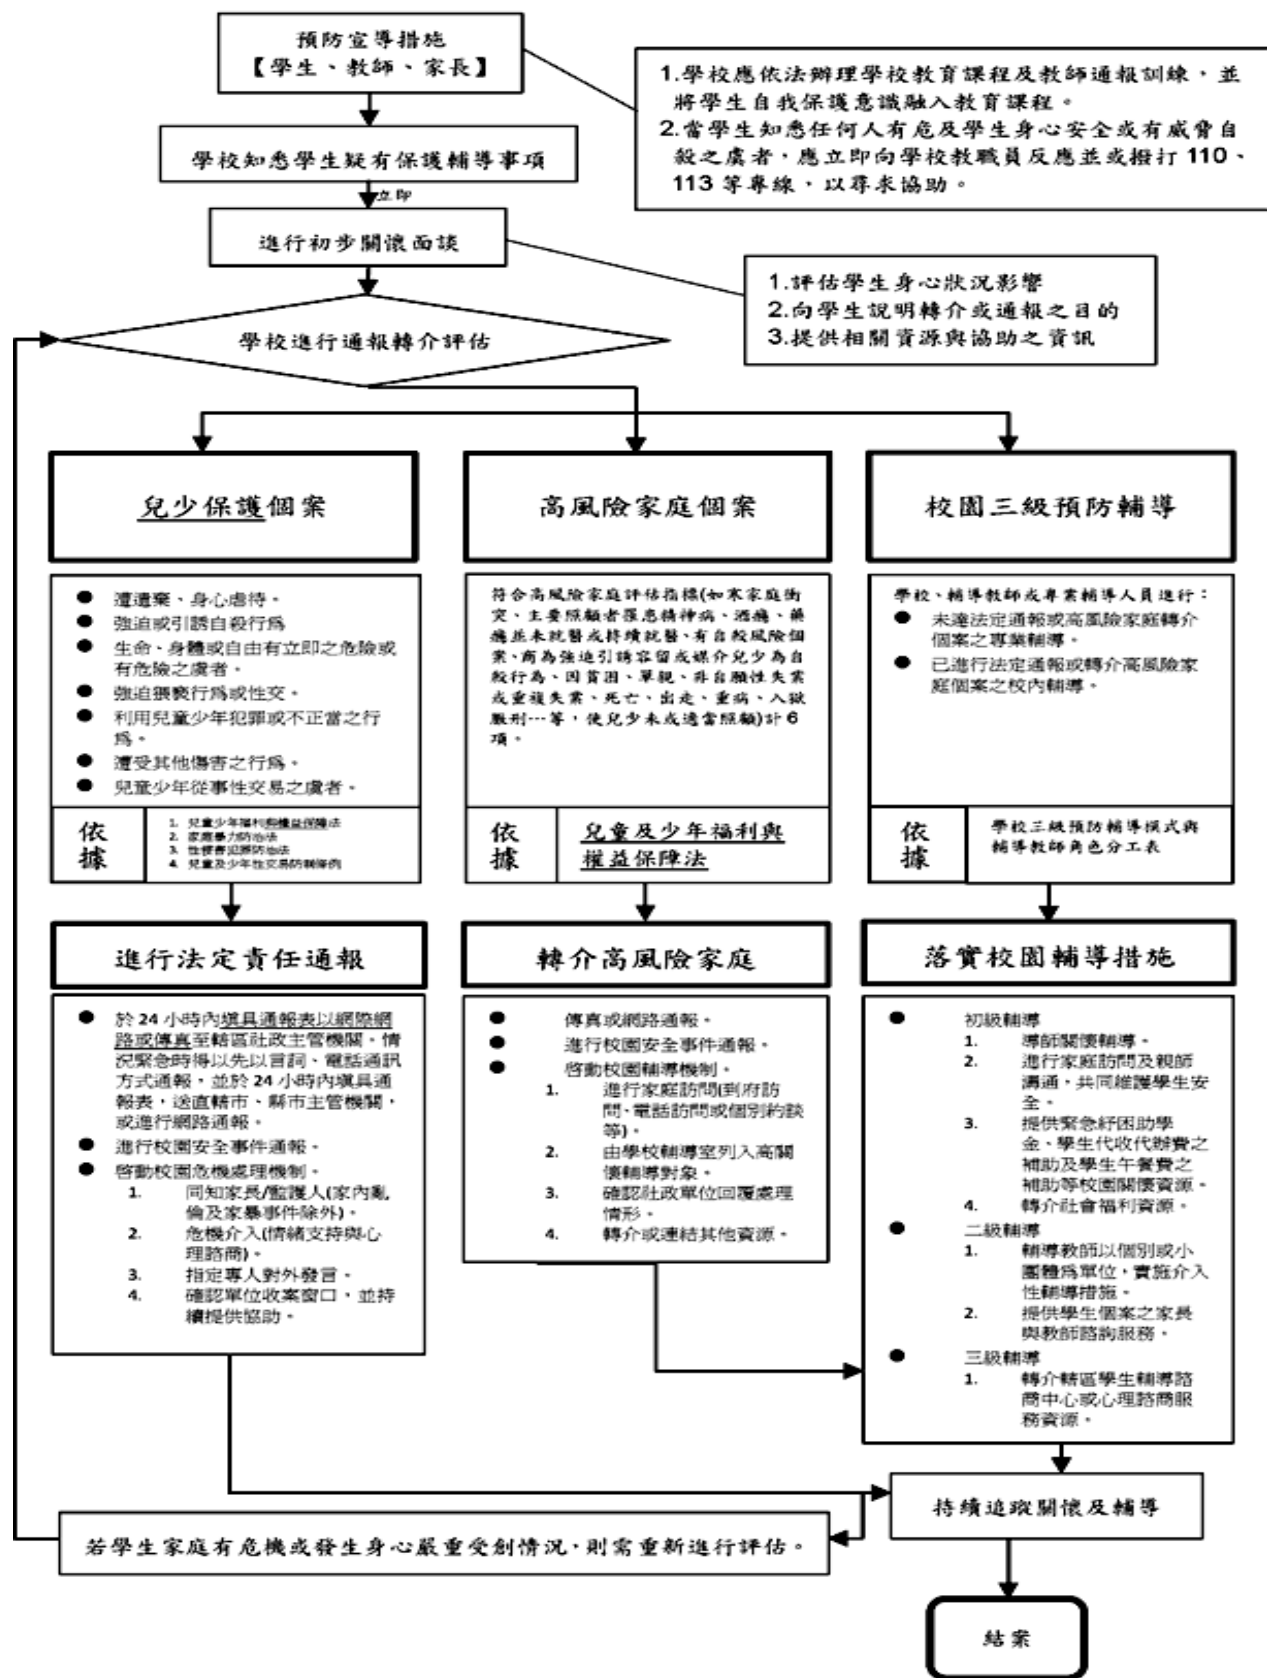 預防宣導措施
【學生、教師、家長】
1.學校應依法辦理學校教育課程及教師通報訓練，並
將學生自我保護意識融入教育課程。
2.當學生知悉任何人有危及學生身心安全或有威脅自
殺之虞者，應立即向學校教職員反應並或撥打 110、
113 等專線，以尋求協助。
學校知悉學生疑有保護輔導事項
立即
進行初步關懷面談
1.評估學生身心狀況影響
2.向學生說明轉介或通報之目的
3.提供相關資源與協助之資訊
學校進行通報轉介評估
兒少保護個案
● 遭遺棄、身心虐待。
● 強迫或引誘自殺行為
● 生命、身體或自由有立即之危險或
有危險之虞者。
● 強迫猥褻行為或性交。
● 利用兒童少年犯罪或不正當之行
為。
● 遭受其他傷害之行為。
● 兒童少年從事性交易之虞者。
依
據
1. 兒童少年福利與權益保障法
2. 家庭暴力防治法
3. 性侵害犯罪防治法
4. 兒童及少年性交易防制條例
高風險家庭個案
符合高風險家庭評估指標(如家庭衝
突、主要照顧者罹患精神病、酒癮、藥
癮並未就醫或持續就醫、有自殺風險個
案、為強迫引誘容留或媒介兒少為自
殺行為、因貧困、單親、非自願性失業
或重複失業、死亡、出走、重病、入獄
服刑…等，使兒少未適當照顧)計 6
項。
依
據
兒童及少年福利與
權益保障法
校園三級預防輔導
學校、輔導教師或專業輔導人員進行：
● 未達法定通報或高風險家庭轉介
個案之專業輔導。
● 已進行法定通報或轉介高風險家
庭個案之校內輔導。
依
據
學校三級預防輔導模式與
輔導教師角色分工表
進行法定責任通報
● 於 24 小時內填具通報表以網際網
路或傳真至轄區社政主管機關。情
況緊急時得以先以言詞、電話通訊
方式通報，並於 24 小時內填具通
報表，送直轄市、縣市主管機關，
或進行網路通報。
● 進行校園安全事件通報。
● 啓動校園危機處理機制。
1. 同知家長/監護人(家內亂
倫及家暴事件除外)。
2. 危機介入(情緒支持與心
理諮商)。
3. 指定專人對外發言。
4. 確認單位收案窗口，並持
續提供協助。
轉介高風險家庭
● 傳真或網路通報。
● 進行校園安全事件通報。
● 啓動校園輔導機制。
1. 進行家庭訪問(到府訪
問、電話訪問或個別約談
等)。
2. 由學校輔導室列入高關
懷輔導對象。
3. 確認社政單位回覆處理
情形。
4. 轉介或連結其他資源。
落實校園輔導措施
● 初級輔導
1. 導師關懷輔導。
2. 進行家庭訪問及親師
溝通，共同維護學生安
全。
3. 提供緊急紓困助學
金、學生代收代辦費之
補助及學生午餐費之
補助等校園關懷資源。
4. 轉介社會福利資源。
● 二級輔導
1. 輔導教師以個別或小
團體為單位，實施介入
性輔導措施。
2. 提供學生個案之家長
與教師諮詢服務。
● 三級輔導
1. 轉介轄區學生輔導諮
商中心或心理諮商服
務資源。
持續追蹤關懷及輔導
若學生家庭有危機或發生身心嚴重受創情況，則需重新進行評估。
結案